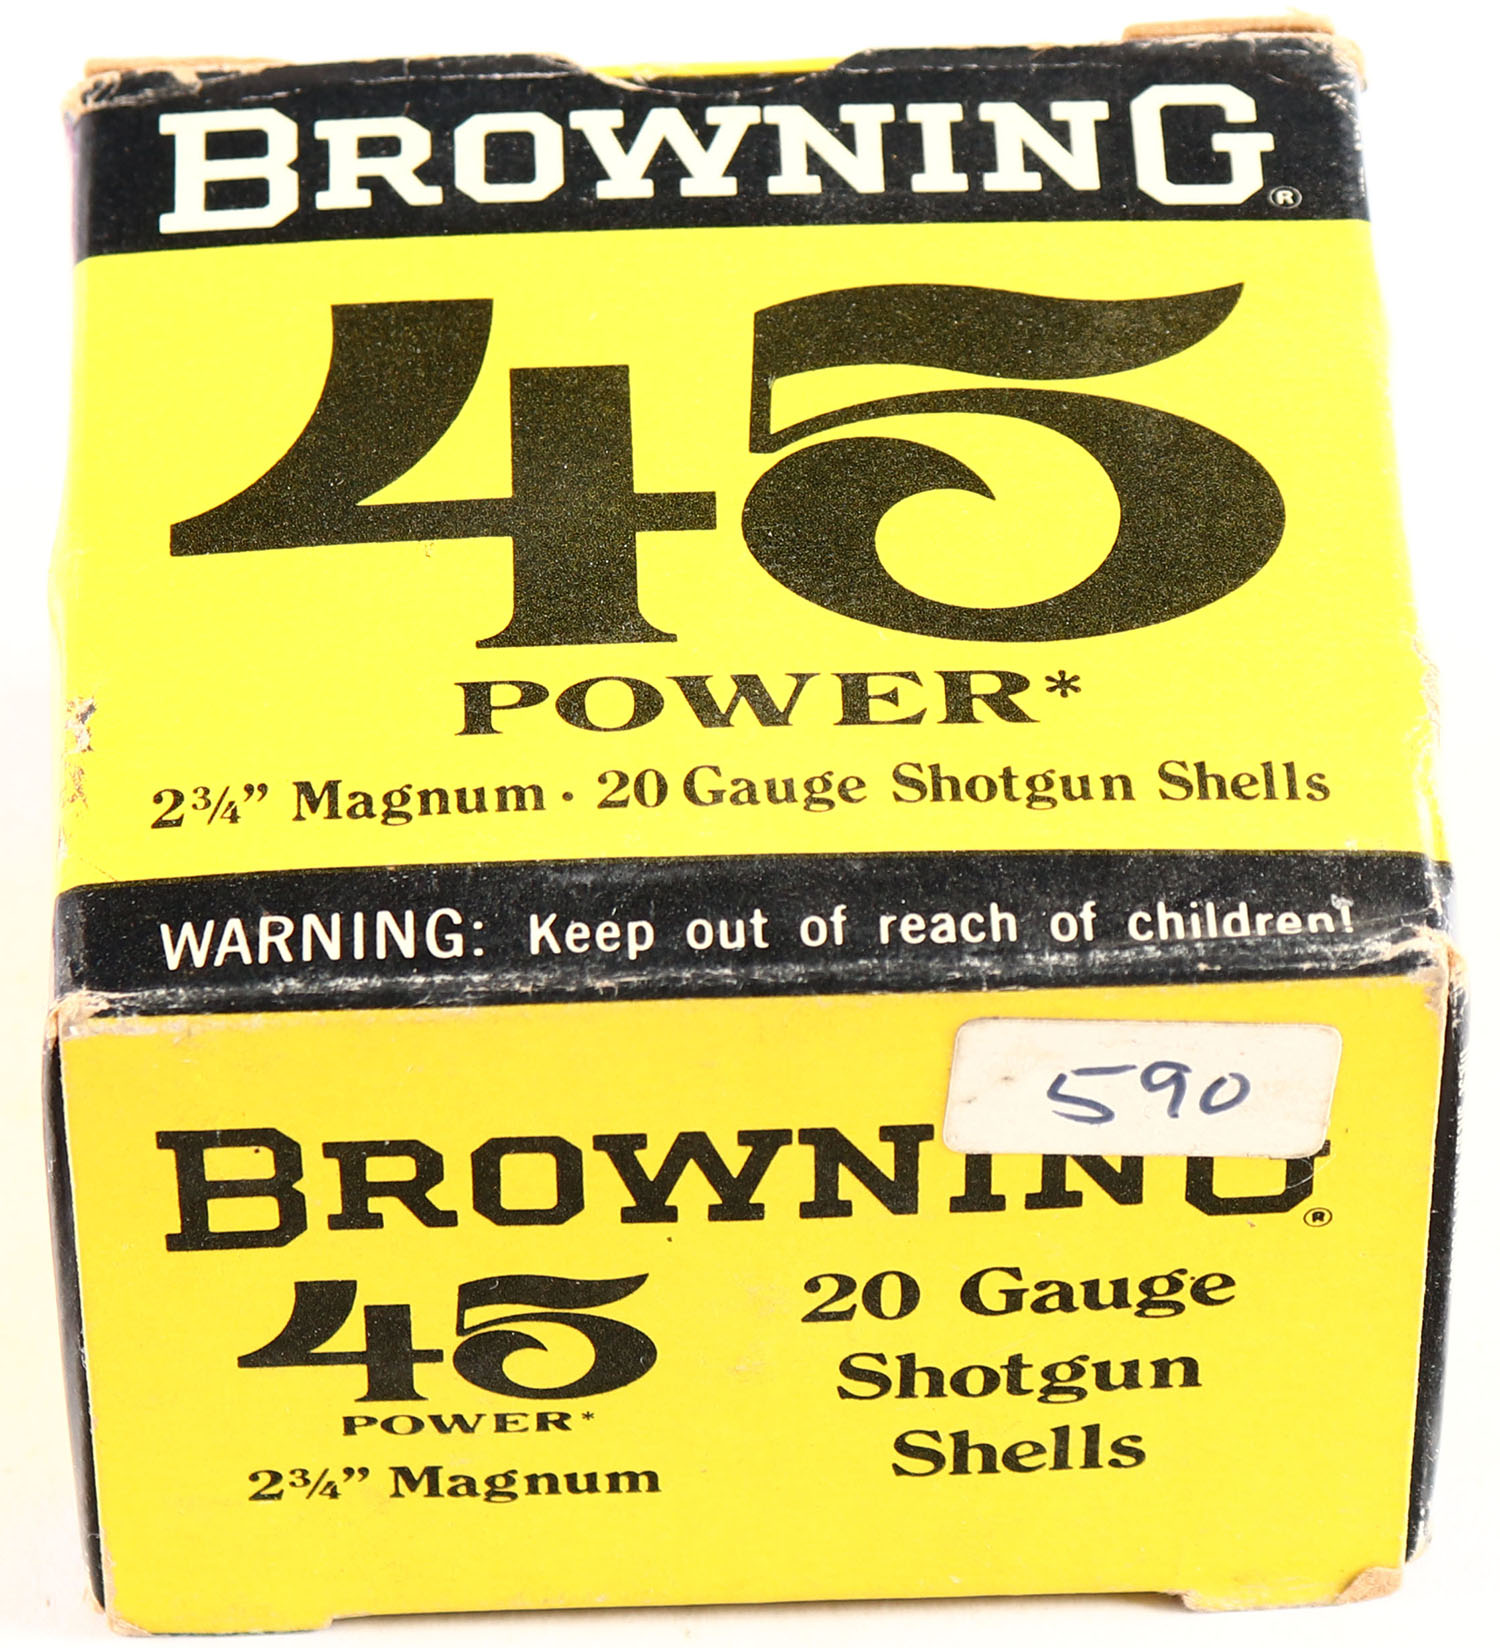 BROWNING®
45
POWER*
2¾” Magnum · 20 Gauge Shotgun Shells
WARNING: Keep out of reach of children!
590
BROWNING®
45
POWER*
2¾” Magnum
20 Gauge
Shotgun
Shells